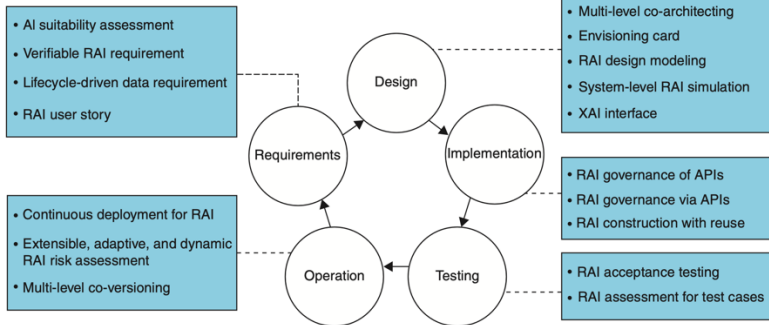 • AI suitability assessment
• Verifiable RAI requirement
• Lifecycle-driven data requirement
• RAI user story
• Multi-level co-architecting
• Envisioning card
• RAI design modeling
• System-level RAI simulation
• XAI interface
Design
Requirements
Implementation
• RAI governance of APIs
• RAI governance via APIs
• RAI construction with reuse
• Continuous deployment for RAI
• Extensible, adaptive, and dynamic
RAI risk assessment
• Multi-level co-versioning
Operation
Testing
• RAI acceptance testing
• RAI assessment for test cases